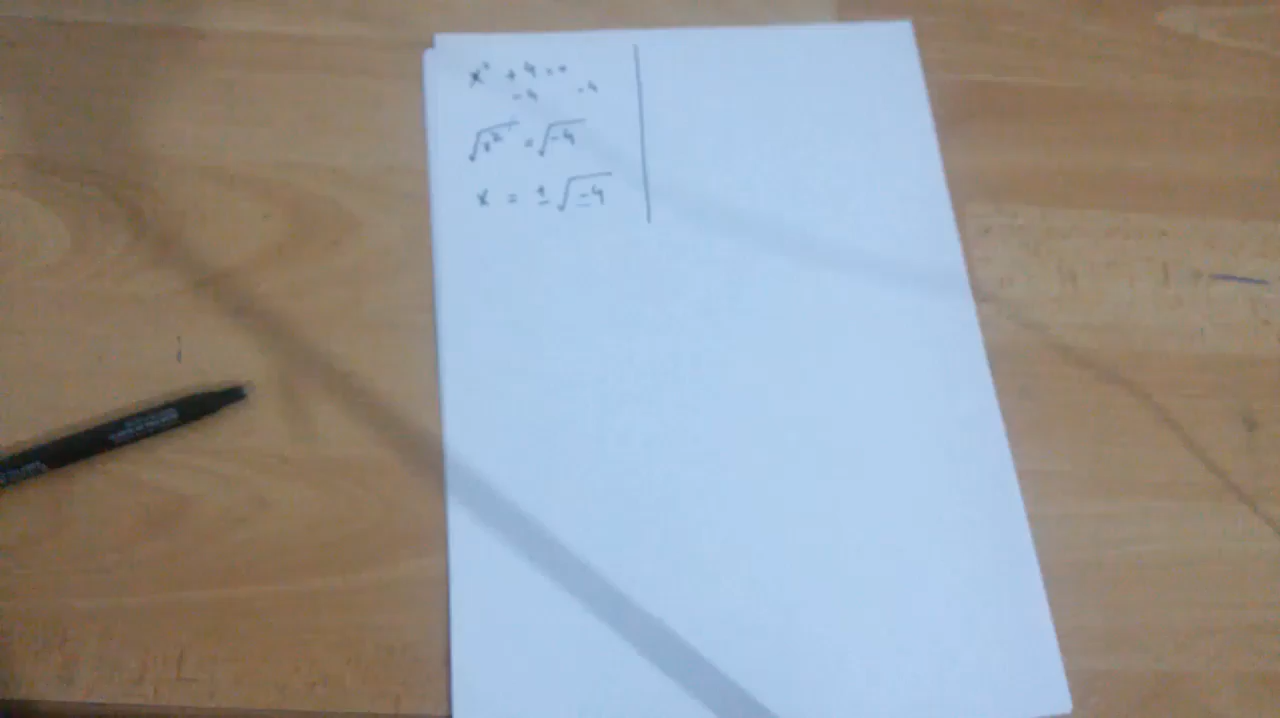 x² + 4 = 0
- 4 - 4
√x² = √-4
x = ± √-4